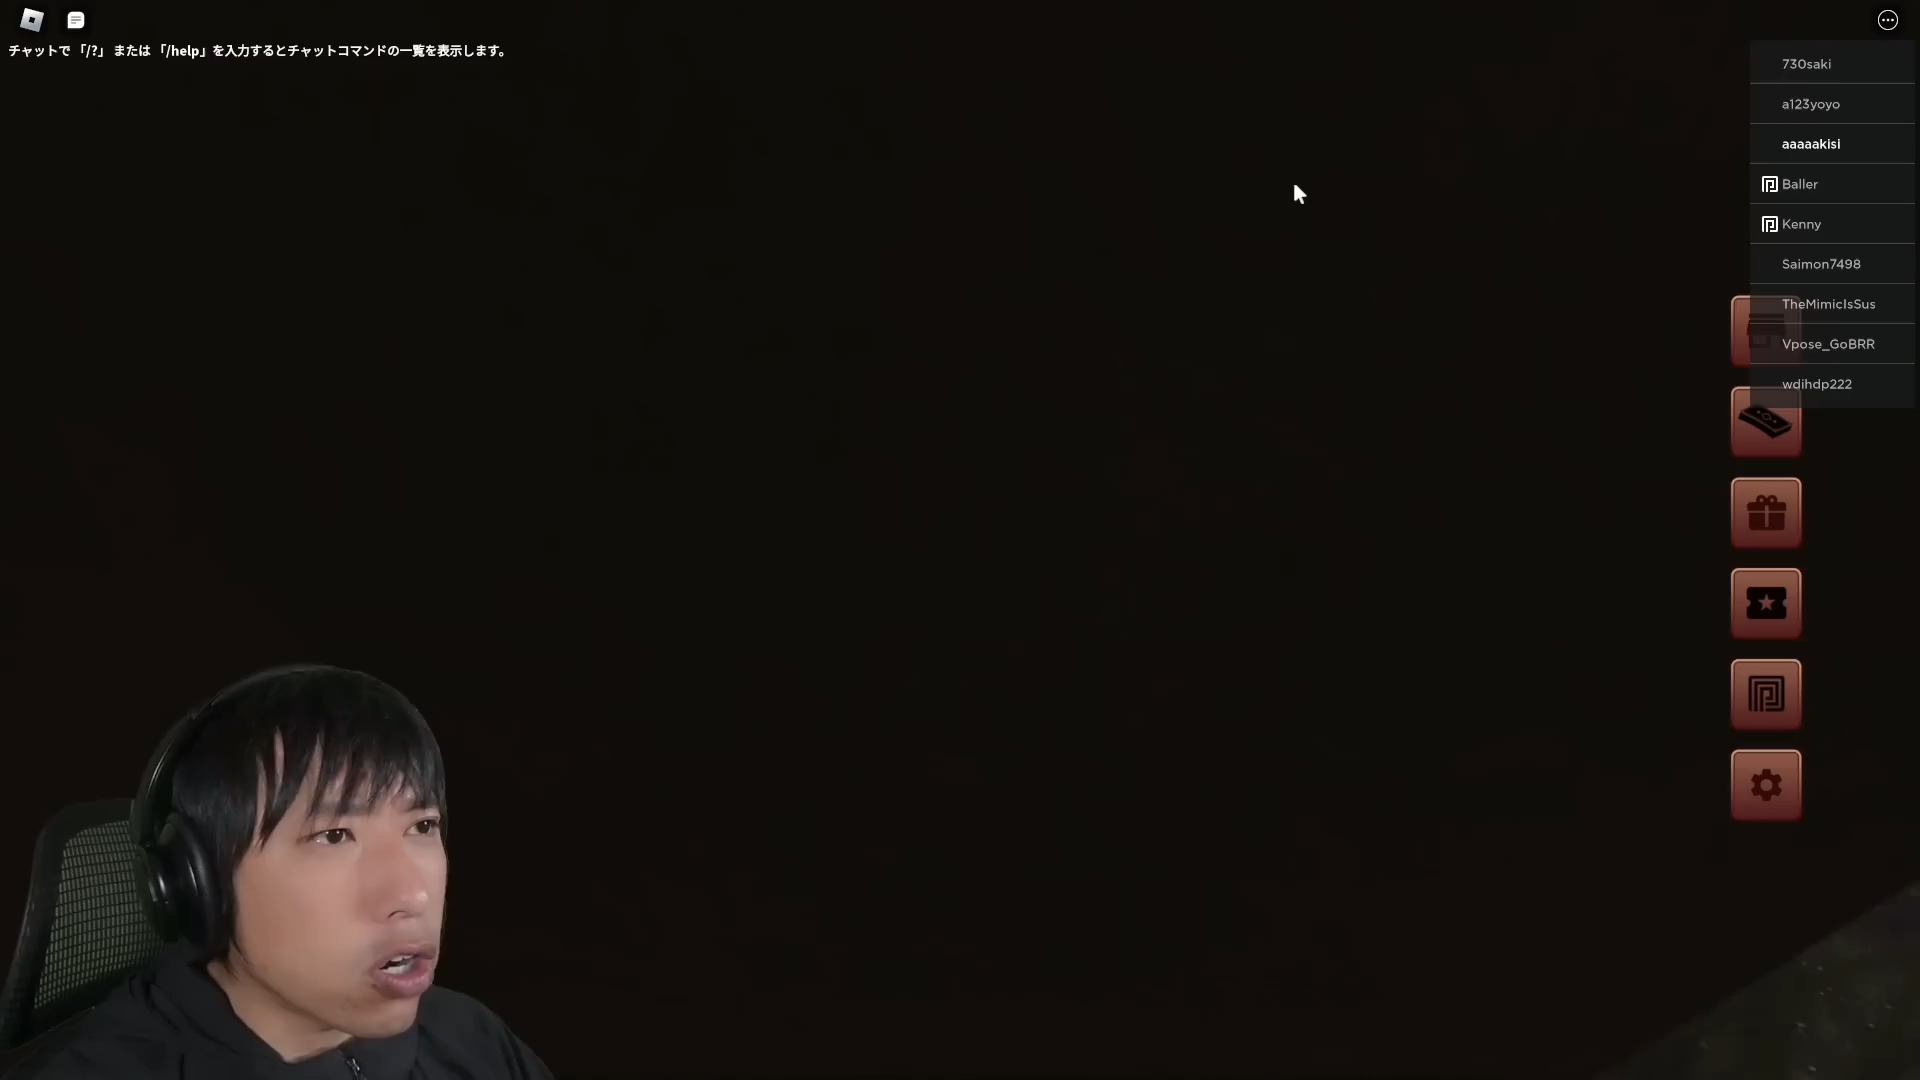 チャットで「/?」または「/help」を入力するとチャットコマンドの一覧を表示します。
730saki
a123yoyo
aaaaakisi
Baller
Kenny
Saimon7498
TheMimicIsSus
Vpose_GoBRR
wdihdp222